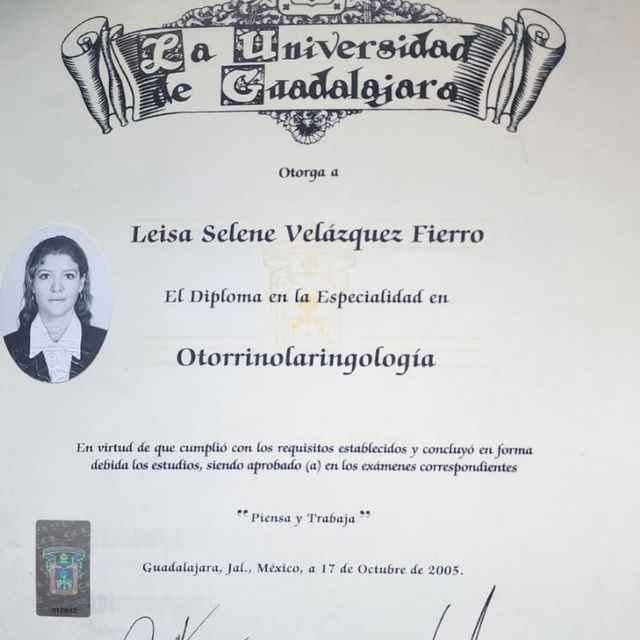 La Universidad
de Guadalajara
Otorga a
Leisa Selene Velázquez Fierro
El Diploma en la Especialidad en
Otorrinolaringología
En virtud de que cumplió con los requisitos establecidos y concluyó en forma
debida los estudios, siendo aprobado (a) en los exámenes correspondientes
“Piensa y Trabaja”
Guadalajara, Jal., México, a 17 de Octubre de 2005.